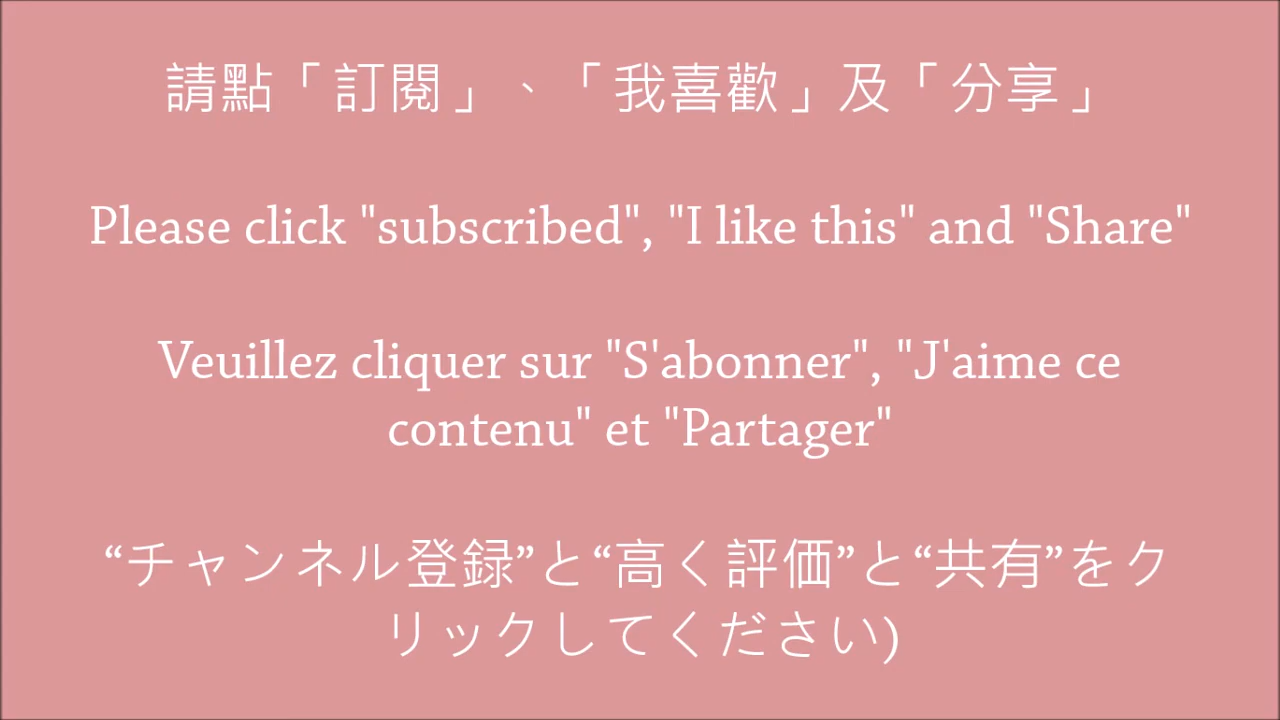 請點「訂閱」、「我喜歡」及「分享」
Please click "subscribed", "I like this" and "Share"
Veuillez cliquer sur "S'abonner", "J'aime ce
contenu" et "Partager"
“チャンネル登録”と“高く評価”と“共有”をク
リックしてください)